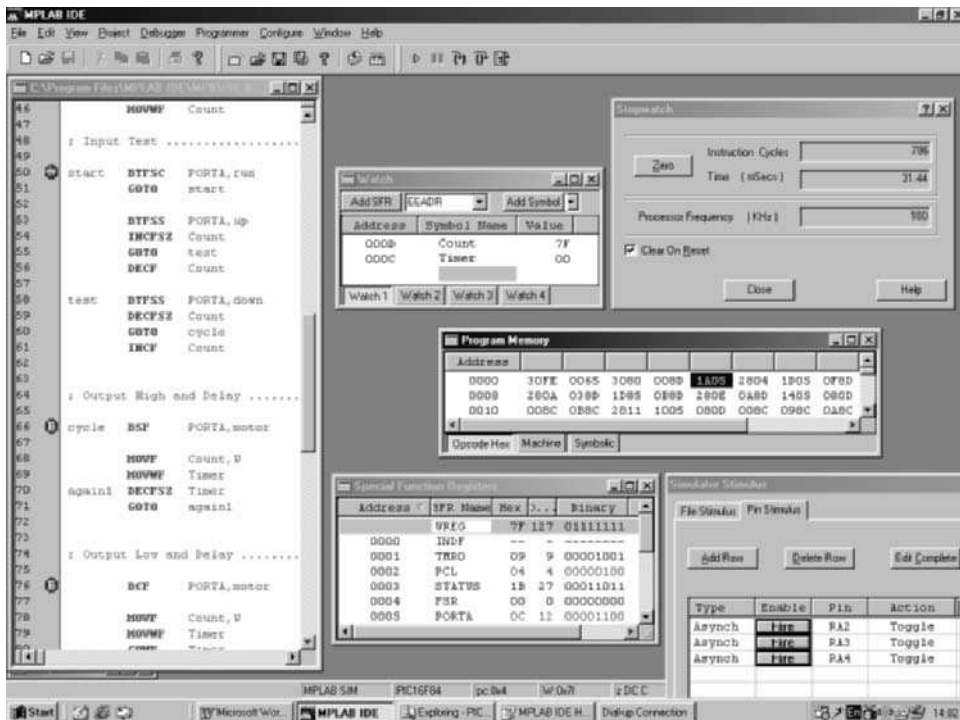 MPLAB IDE
File Edit View Project Debugger Programmer Configure Window Help
46 MOVWF Count
47
48 ; Input Test ...................
49
50 start BTFSC PORTA,run
51 GOTO start
52
53 BTFSS PORTA,up
54 INCFSZ Count
55 GOTO test
56 DECF Count
57
58 test BTFSS PORTA,down
59 DECFSZ Count
60 GOTO cycle
61 INCF Count
62
63
64 ; Output High and Delay .......
65
66 cycle BSF PORTA,motor
67
68 MOVF Count,W
69 MOVWF Timer
70 again1 DECFSZ Timer
71 GOTO again1
72
73
74 ; Output Low and Delay ........
75
76 BCF PORTA,motor
77
78 MOVF Count,W
79 MOVWF Timer
Watch
Add SFR EEADR Add Symbol
Address Symbol Name Value
000D Count 7F
000C Timer 00
Watch 1 Watch 2 Watch 3 Watch 4
Stopwatch
Zero
Instruction Cycles 786
Time (mSecs) 31.44
Processor Frequency (KHz) 100
Clear On Reset
Close Help
Program Memory
Address
0000 30FE 0065 3080 008D 1A05 2804 1D05 0F8D
0008 280A 038D 1D85 0B8D 280E 0A8D 1405 080D
0010 008C 0B8C 2811 1005 080D 008C 098C 0A8C
Opcode Hex Machine Symbolic
Special Function Registers
Address SFR Name Hex D... Binary
WREG 7F 127 01111111
0000 INDF -- - --------
0001 TMR0 09 9 00001001
0002 PCL 04 4 00000100
0003 STATUS 1B 27 00011011
0004 FSR 00 0 00000000
0005 PORTA 0C 12 00001100
Simulator Stimulus
File Stimulus Pin Stimulus
Add Row Delete Row Edit Complete
Type Enable Pin Action
Asynch Fire RA2 Toggle
Asynch Fire RA3 Toggle
Asynch Fire RA4 Toggle
MPLAB SIM PIC16F84 pc:0x4 W:0x7f z DC C
Start Microsoft Wor... MPLAB IDE Exploring - PIC... MPLAB IDE H... Dial-up Connection En 14:02